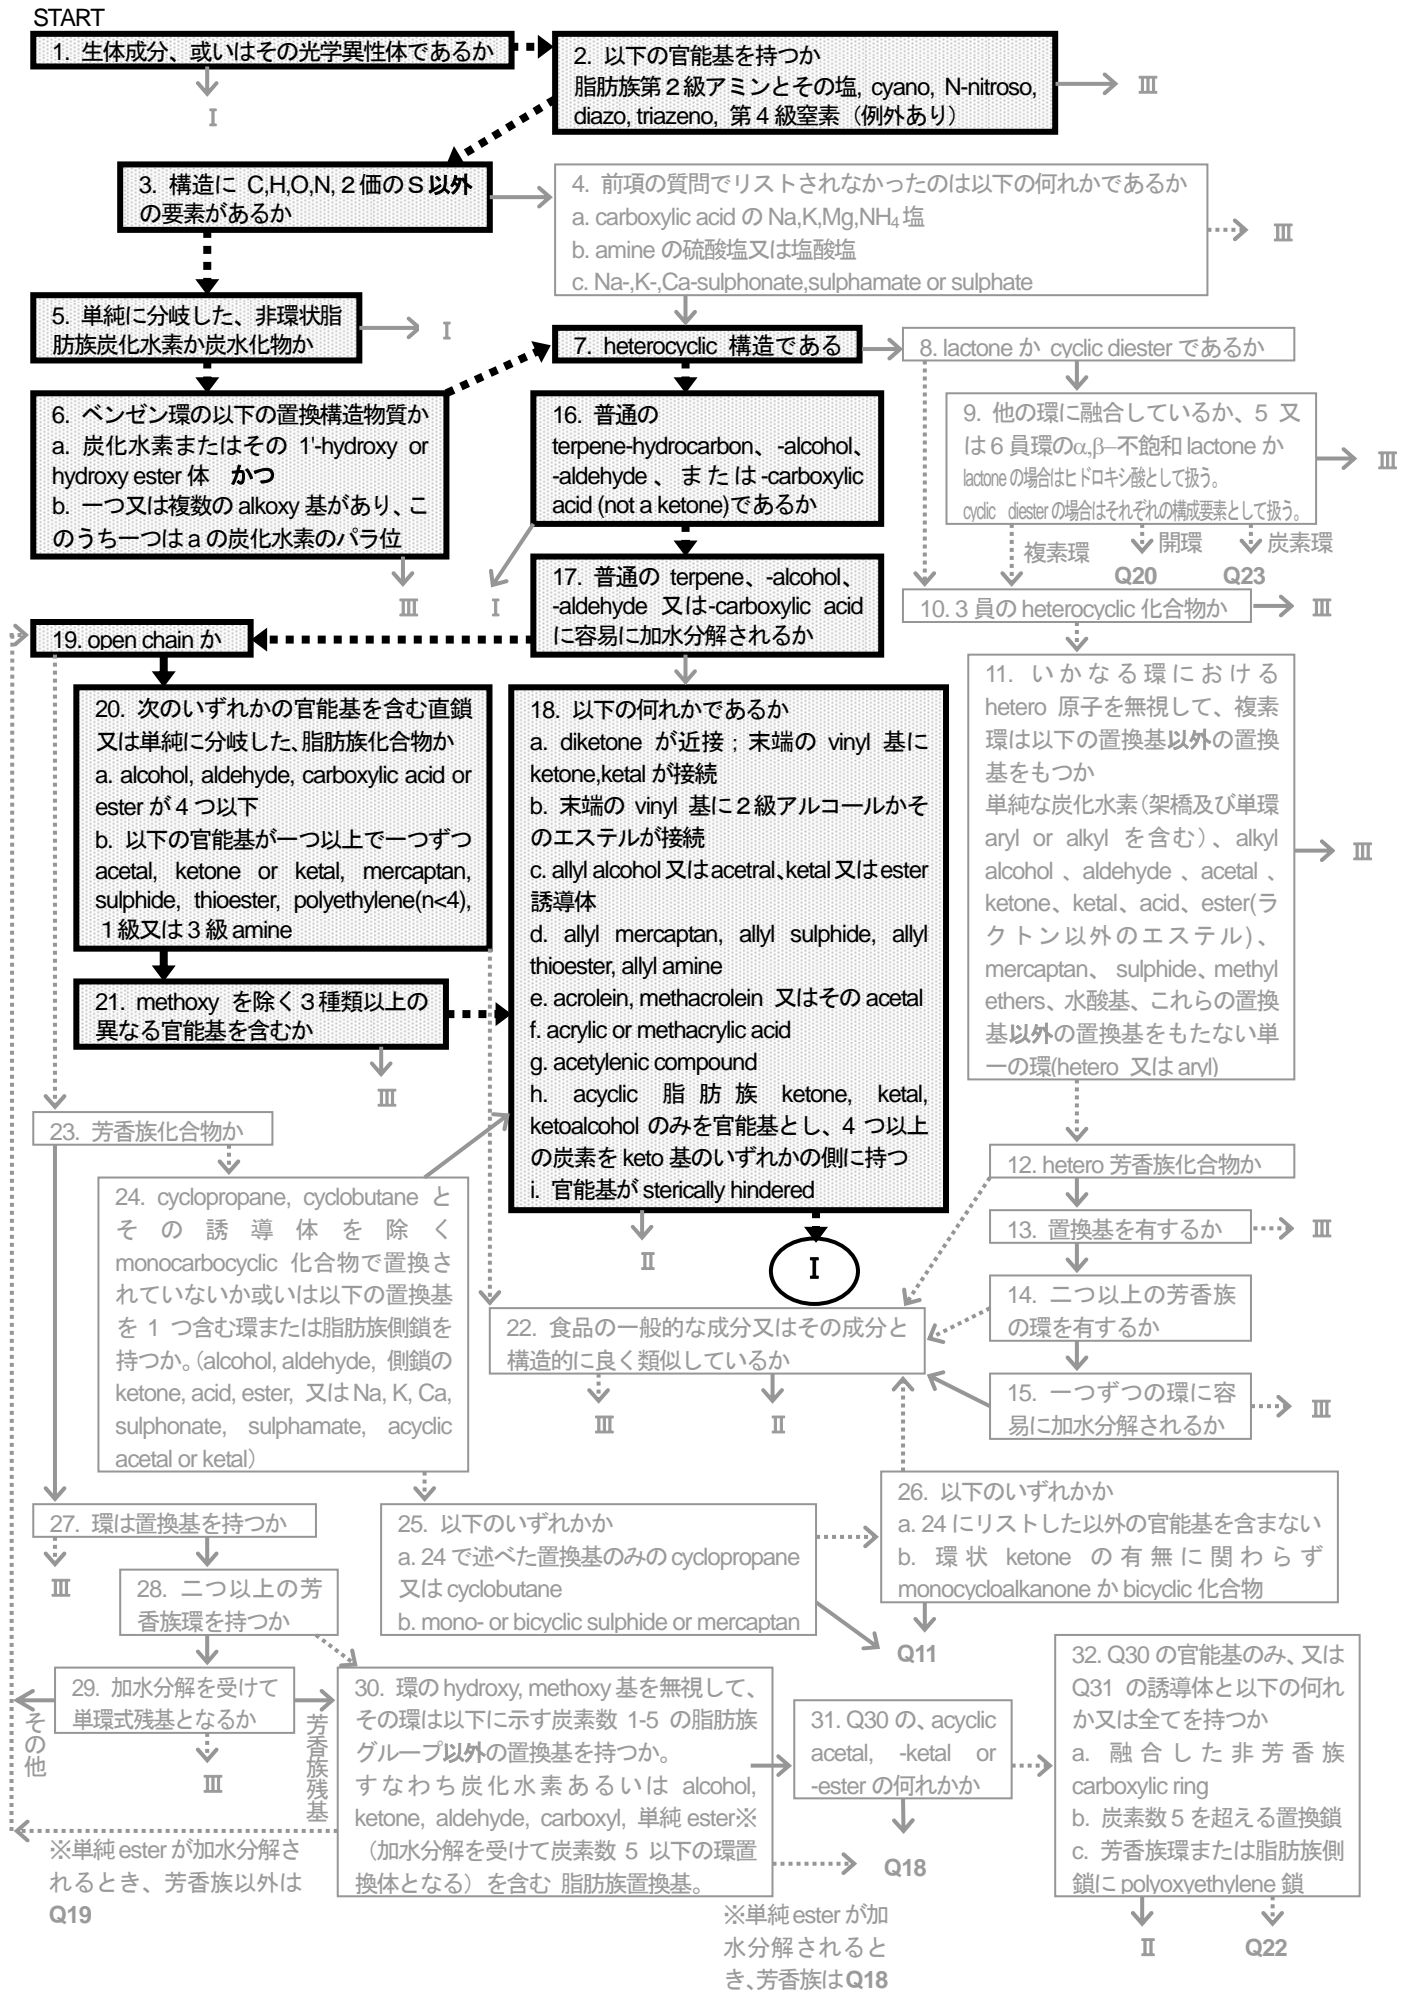 START
1. 生体成分、或いはその光学異性体であるか
I
2. 以下の官能基を持つか
脂肪族第２級アミンとその塩, cyano, N-nitroso,
diazo, triazeno, 第４級窒素（例外あり）
Ⅲ
3. 構造に C,H,O,N,２価のＳ以外
の要素があるか
4. 前項の質問でリストされなかったのは以下の何れかであるか
a. carboxylic acid の Na,K,Mg,NH4 塩
b. amine の硫酸塩又は塩酸塩
c. Na-,K-,Ca-sulphonate,sulphamate or sulphate
Ⅲ
5. 単純に分岐した、非環状脂
肪族炭化水素か炭水化物か
I
7. heterocyclic 構造である
8. lactone か cyclic diester であるか
6. ベンゼン環の以下の置換構造物質か
a. 炭化水素またはその 1'-hydroxy or
hydroxy ester 体　かつ
b. 一つ又は複数の alkoxy 基があり、こ
のうち一つは a の炭化水素のパラ位
Ⅲ
16. 普通の
terpene-hydrocarbon、-alcohol、
-aldehyde 、または-carboxylic
acid (not a ketone)であるか
I
9. 他の環に融合しているか、5 又
は 6 員環のα,β−不飽和 lactone か
lactone の場合はヒドロキシ酸として扱う。
cyclic diester の場合はそれぞれの構成要素として扱う。
Ⅲ
複素環
開環
炭素環
Q20
Q23
17. 普通の terpene、-alcohol、
-aldehyde 又は-carboxylic acid
に容易に加水分解されるか
10. 3 員の heterocyclic 化合物か
Ⅲ
19. open chain か
20. 次のいずれかの官能基を含む直鎖
又は単純に分岐した、脂肪族化合物か
a. alcohol, aldehyde, carboxylic acid or
ester が 4 つ以下
b. 以下の官能基が一つ以上で一つずつ
acetal, ketone or ketal, mercaptan,
sulphide, thioester, polyethylene(n<4),
１級又は３級 amine
18. 以下の何れかであるか
a. diketone が近接；末端の vinyl 基に
ketone,ketal が接続
b. 末端の vinyl 基に２級アルコールかそ
のエステルが接続
c. allyl alcohol 又は acetral、ketal 又は ester
誘導体
d. allyl mercaptan, allyl sulphide, allyl
thioester, allyl amine
e. acrolein, methacrolein 又はその acetal
f. acrylic or methacrylic acid
g. acetylenic compound
h. acyclic 脂肪族 ketone, ketal,
ketoalcohol のみを官能基とし、4 つ以上
の炭素を keto 基のいずれかの側に持つ
i. 官能基が sterically hindered
Ⅱ
I
11. いかなる環における
hetero 原子を無視して、複素
環は以下の置換基以外の置換
基をもつか
単純な炭化水素（架橋及び単環
aryl or alkyl を含む）、alkyl
alcohol 、aldehyde 、acetal 、
ketone、ketal、acid、ester(ラ
クトン以外のエステル)、
mercaptan、 sulphide、methyl
ethers、水酸基、これらの置換
基以外の置換基をもたない単
一の環(hetero 又は aryl)
Ⅲ
21. methoxy を除く３種類以上の
異なる官能基を含むか
Ⅲ
23. 芳香族化合物か
12. hetero 芳香族化合物か
24. cyclopropane, cyclobutane と
その誘導体を除く
monocarbocyclic 化合物で置換さ
れていないか或いは以下の置換基
を 1 つ含む環または脂肪族側鎖を
持つか。（alcohol, aldehyde, 側鎖の
ketone, acid, ester, 又は Na, K, Ca,
sulphonate, sulphamate, acyclic
acetal or ketal）
13. 置換基を有するか
Ⅲ
14. 二つ以上の芳香族
の環を有するか
22. 食品の一般的な成分又はその成分と
構造的に良く類似しているか
Ⅲ
Ⅱ
15. 一つずつの環に容
易に加水分解されるか
Ⅲ
27. 環は置換基を持つか
Ⅲ
25. 以下のいずれかか
a. 24 で述べた置換基のみの cyclopropane
又は cyclobutane
b. mono- or bicyclic sulphide or mercaptan
26. 以下のいずれかか
a. 24 にリストした以外の官能基を含まない
b. 環状 ketone の有無に関わらず
monocycloalkanone か bicyclic 化合物
Q11
28. 二つ以上の芳
香族環を持つか
29. 加水分解を受けて
単環式残基となるか
その他
芳香族残基
Ⅲ
30. 環の hydroxy, methoxy 基を無視して、
その環は以下に示す炭素数 1-5 の脂肪族
グループ以外の置換基を持つか。
すなわち炭化水素あるいは alcohol,
ketone, aldehyde, carboxyl, 単純 ester※
（加水分解を受けて炭素数 5 以下の環置
換体となる）を含む 脂肪族置換基。
31. Q30 の、acyclic
acetal, -ketal or
-ester の何れかか
Q18
32. Q30 の官能基のみ、又は
Q31 の誘導体と以下の何れ
か又は全てを持つか
a. 融合した非芳香族
carboxylic ring
b. 炭素数 5 を超える置換鎖
c. 芳香族環または脂肪族側
鎖に polyoxyethylene 鎖
Ⅱ
Q22
※単純 ester が加水分解さ
れるとき、芳香族以外は
Q19
※単純 ester が加
水分解されると
き、芳香族は Q18